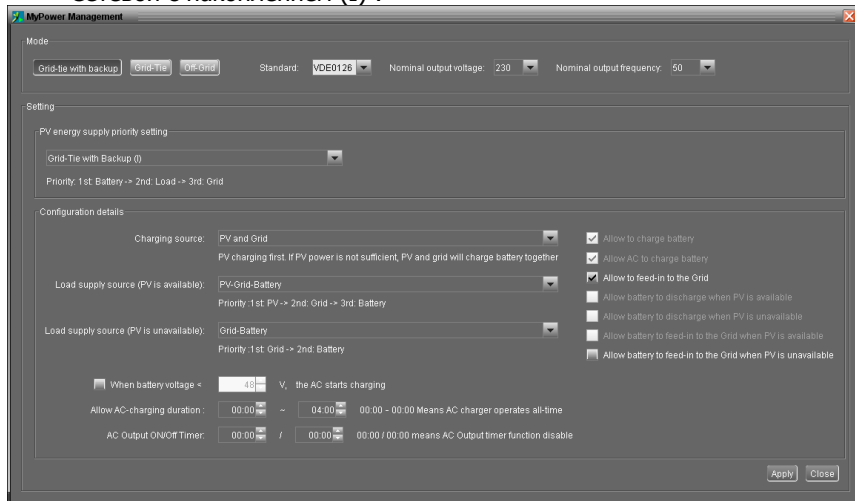 СЕТЕВОЙ С НАКОПЛЕНИЕМ (I) :
MyPower Management
Mode
Grid-tie with backup Grid-Tie Off-Grid Standard: VDE0126 Nominal output voltage: 230 Nominal output frequency: 50
Setting
PV energy supply priority setting
Grid-Tie with Backup (I)
Priority: 1st: Battery -> 2nd: Load -> 3rd: Grid
Configuration details
Charging source: PV and Grid
PV charging first. If PV power is not sufficient, PV and grid will charge battery together
Load supply source (PV is available): PV-Grid-Battery
Priority :1st: PV -> 2nd: Grid -> 3rd: Battery
Load supply source (PV is unavailable): Grid-Battery
Priority :1st: Grid -> 2nd: Battery
Allow to charge battery
Allow AC to charge battery
Allow to feed-in to the Grid
Allow battery to discharge when PV is available
Allow battery to discharge when PV is unavailable
Allow battery to feed-in to the Grid when PV is available
Allow battery to feed-in to the Grid when PV is unavailable
When battery voltage < 48 V, the AC starts charging
Allow AC-charging duration : 00:00 ~ 04:00 00:00 - 00:00 Means AC charger operates all-time
AC Output ON/Off Timer: 00:00 / 00:00 00:00 / 00:00 means AC Output timer function disable
Apply Close